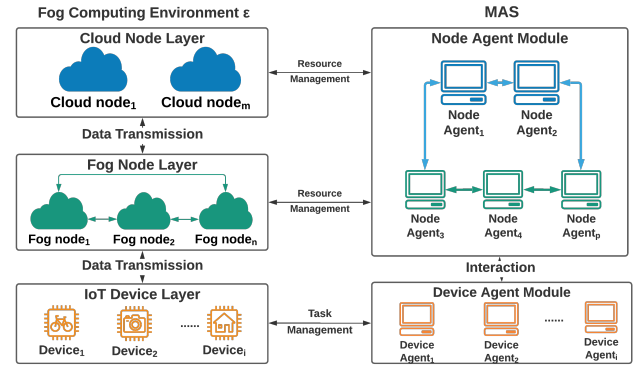 Fog Computing Environment ε
MAS
Cloud Node Layer
Cloud node₁
Cloud nodeₘ
Data Transmission
Fog Node Layer
Fog node₁
Fog node₂
Fog nodeₙ
Data Transmission
IoT Device Layer
Device₁
Device₂
......
Deviceᵢ
Resource
Management
Resource
Management
Task
Management
Node Agent Module
Node
Agent₁
Node
Agent₂
Node
Agent₃
Node
Agent₄
Node
Agentₚ
Interaction
Device Agent Module
Device
Agent₁
Device
Agent₂
......
Device
Agentᵢ